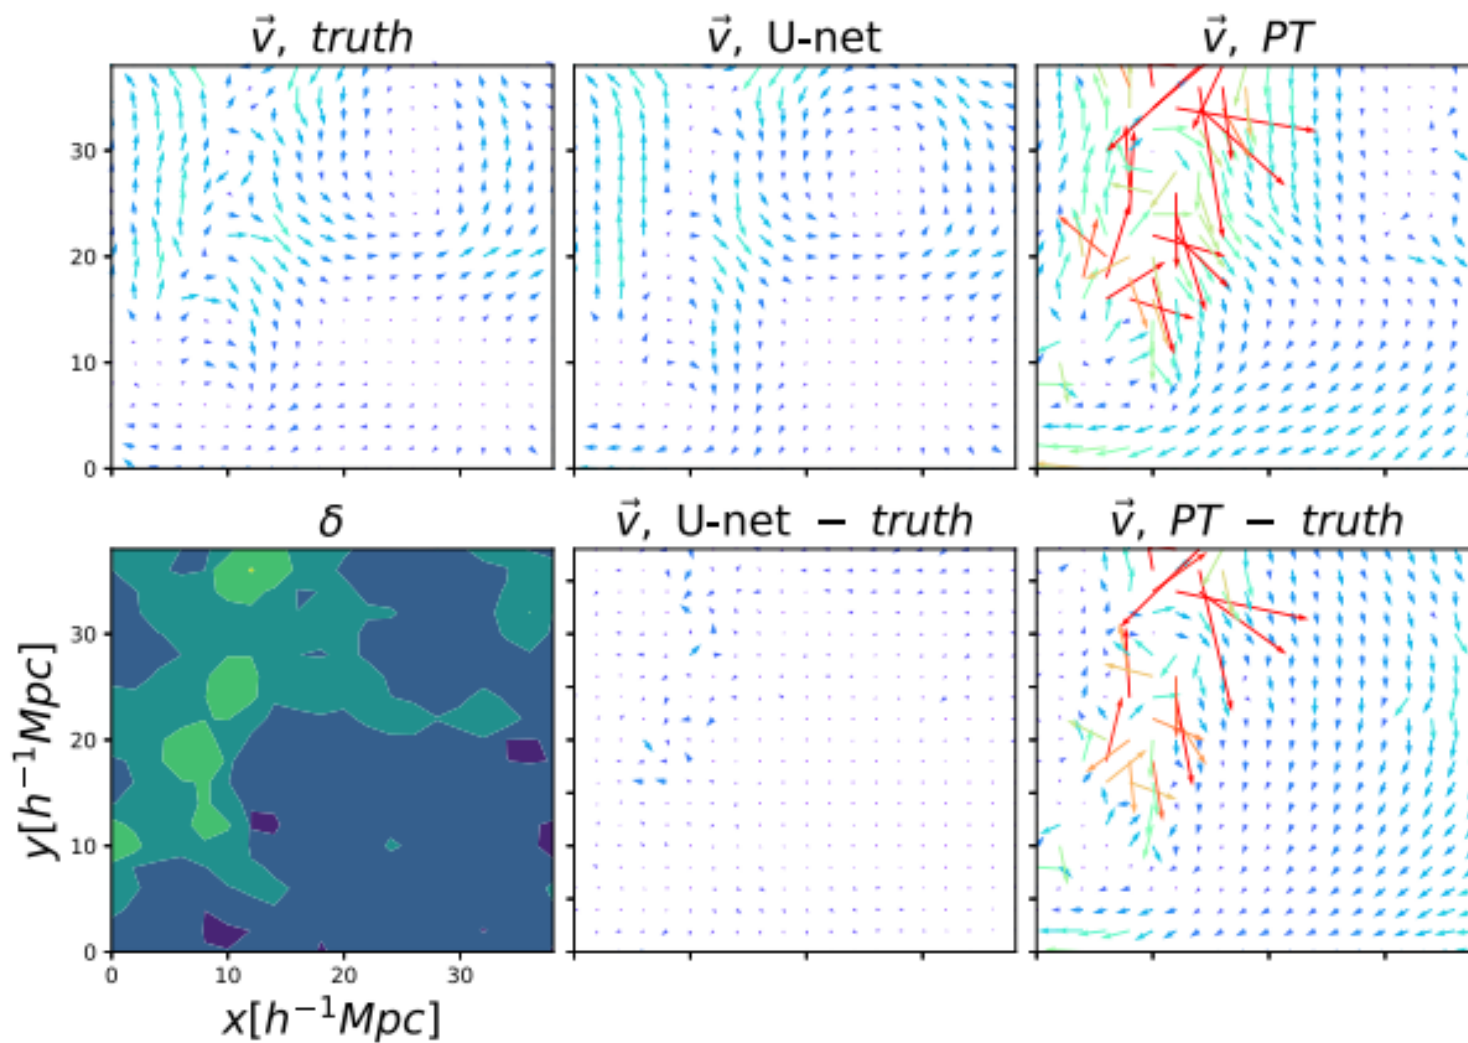 v⃗, truth
v⃗, U-net
v⃗, PT
30
20
10
0
δ
v⃗, U-net − truth
v⃗, PT − truth
y[h⁻¹Mpc]
30
20
10
0
0 10 20 30
x[h⁻¹Mpc]